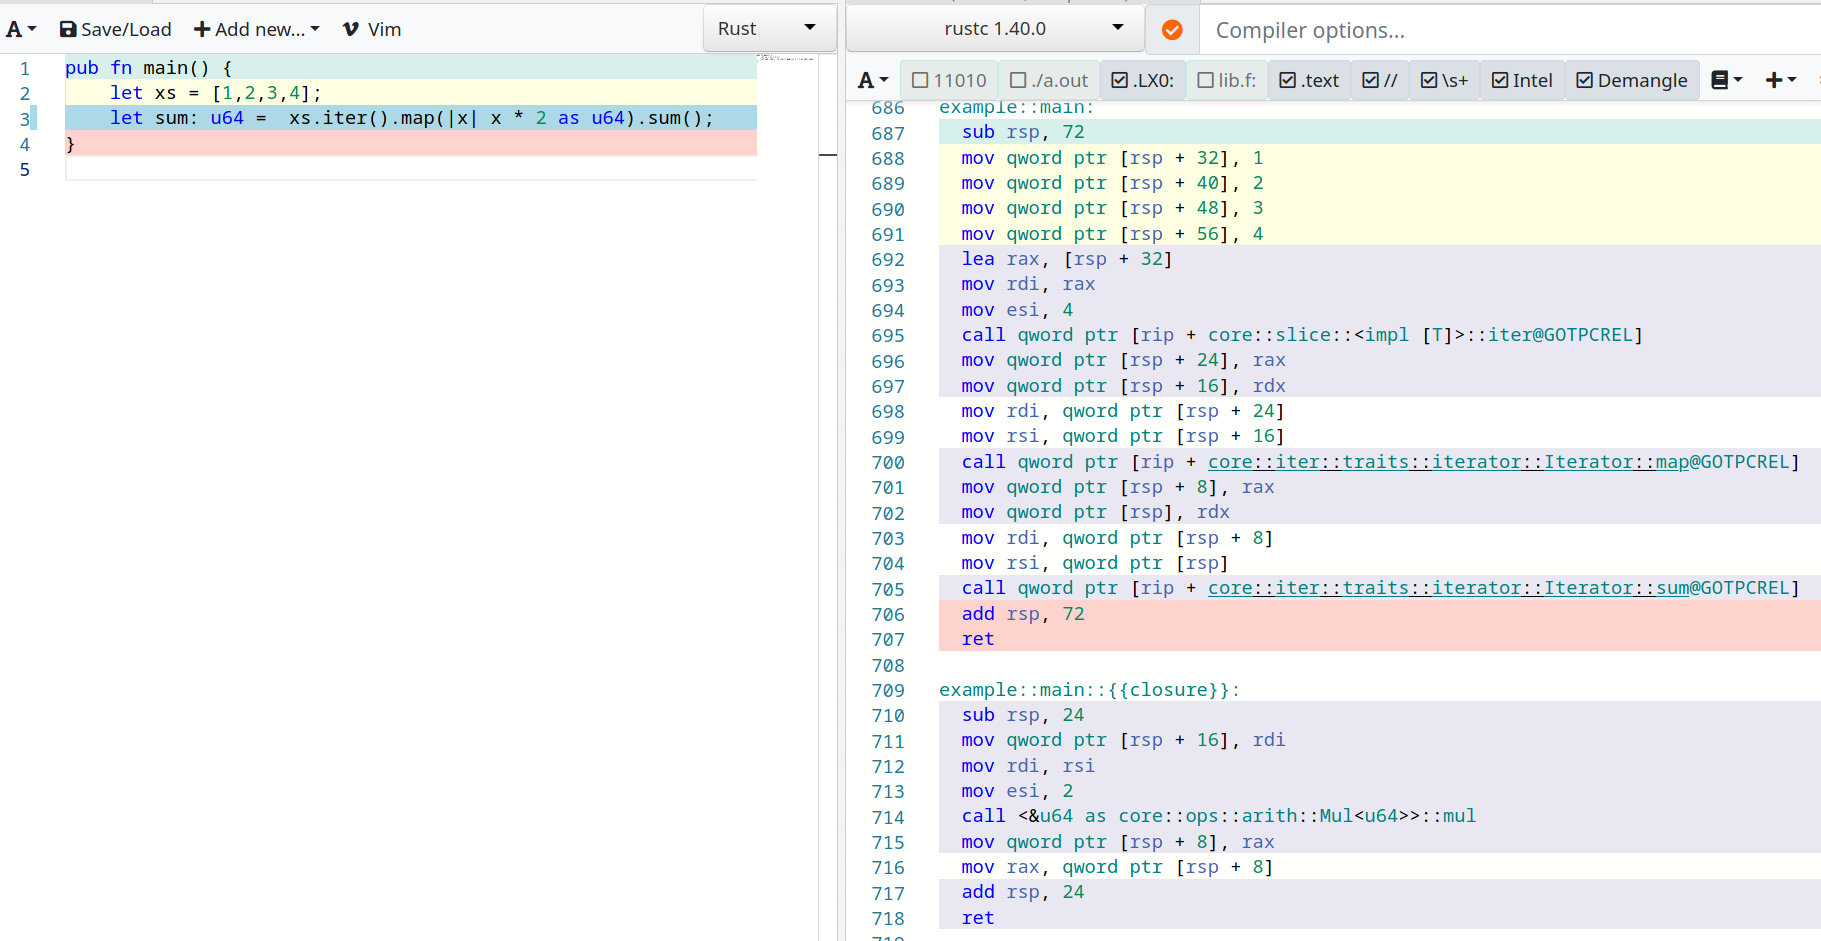 A Save/Load Add new... Vim Rust
1 pub fn main() {
2 let xs = [1,2,3,4];
3 let sum: u64 =  xs.iter().map(|x| x * 2 as u64).sum();
4 }
5
rustc 1.40.0 Compiler options...
A 11010 ./a.out .LX0: lib.f: .text // \s+ Intel Demangle
686 example::main:
687 sub rsp, 72
688 mov qword ptr [rsp + 32], 1
689 mov qword ptr [rsp + 40], 2
690 mov qword ptr [rsp + 48], 3
691 mov qword ptr [rsp + 56], 4
692 lea rax, [rsp + 32]
693 mov rdi, rax
694 mov esi, 4
695 call qword ptr [rip + core::slice::<impl [T]>::iter@GOTPCREL]
696 mov qword ptr [rsp + 24], rax
697 mov qword ptr [rsp + 16], rdx
698 mov rdi, qword ptr [rsp + 24]
699 mov rsi, qword ptr [rsp + 16]
700 call qword ptr [rip + core::iter::traits::iterator::Iterator::map@GOTPCREL]
701 mov qword ptr [rsp + 8], rax
702 mov qword ptr [rsp], rdx
703 mov rdi, qword ptr [rsp + 8]
704 mov rsi, qword ptr [rsp]
705 call qword ptr [rip + core::iter::traits::iterator::Iterator::sum@GOTPCREL]
706 add rsp, 72
707 ret
708
709 example::main::{{closure}}:
710 sub rsp, 24
711 mov qword ptr [rsp + 16], rdi
712 mov rdi, rsi
713 mov esi, 2
714 call <&u64 as core::ops::arith::Mul<u64>>::mul
715 mov qword ptr [rsp + 8], rax
716 mov rax, qword ptr [rsp + 8]
717 add rsp, 24
718 ret